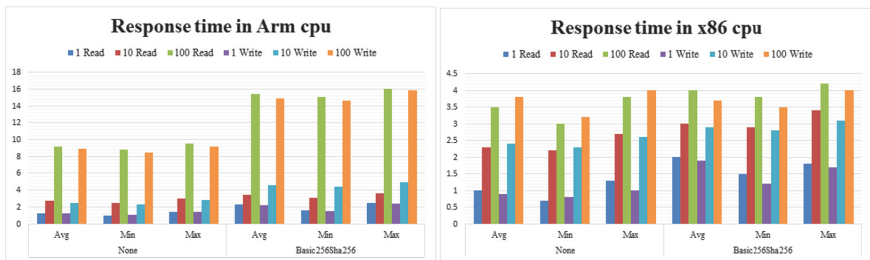 Response time in Arm cpu
1 Read 10 Read 100 Read 1 Write 10 Write 100 Write
18
16
14
12
10
8
6
4
2
0
Avg Min Max Avg Min Max
None Basic256Sha256
Response time in x86 cpu
1 Read 10 Read 100 Read 1 Write 10 Write 100 Write
4.5
4
3.5
3
2.5
2
1.5
1
0.5
0
Avg Min Max Avg Min Max
None Basic256Sha256